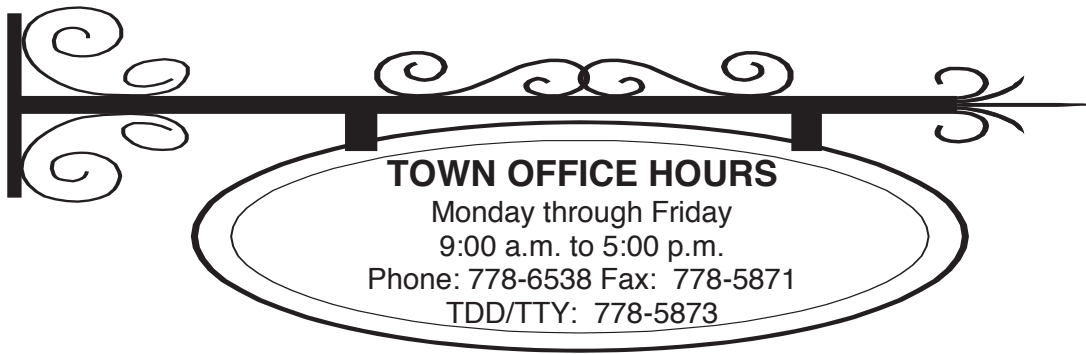 TOWN OFFICE HOURS
Monday through Friday
9:00 a.m. to 5:00 p.m.
Phone: 778-6538 Fax:  778-5871
TDD/TTY:  778-5873